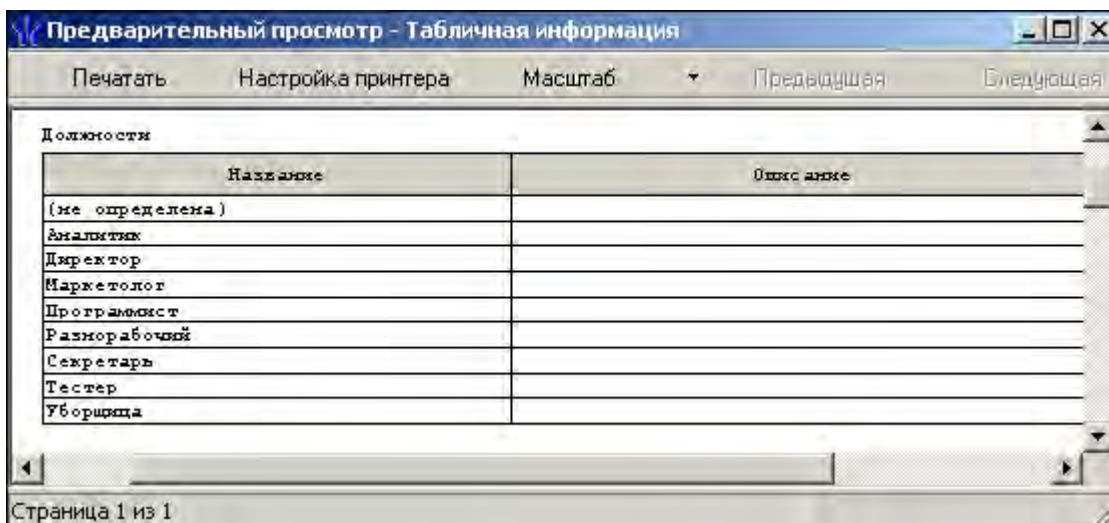 Предварительный просмотр - Табличная информация
Печатать Настройка принтера Масштаб Предыдущая Следующая
Должности
Название Описание
(не определена)
Аналитик
Директор
Маркетолог
Программист
Разнорабочий
Секретарь
Тестер
Уборщица
Страница 1 из 1